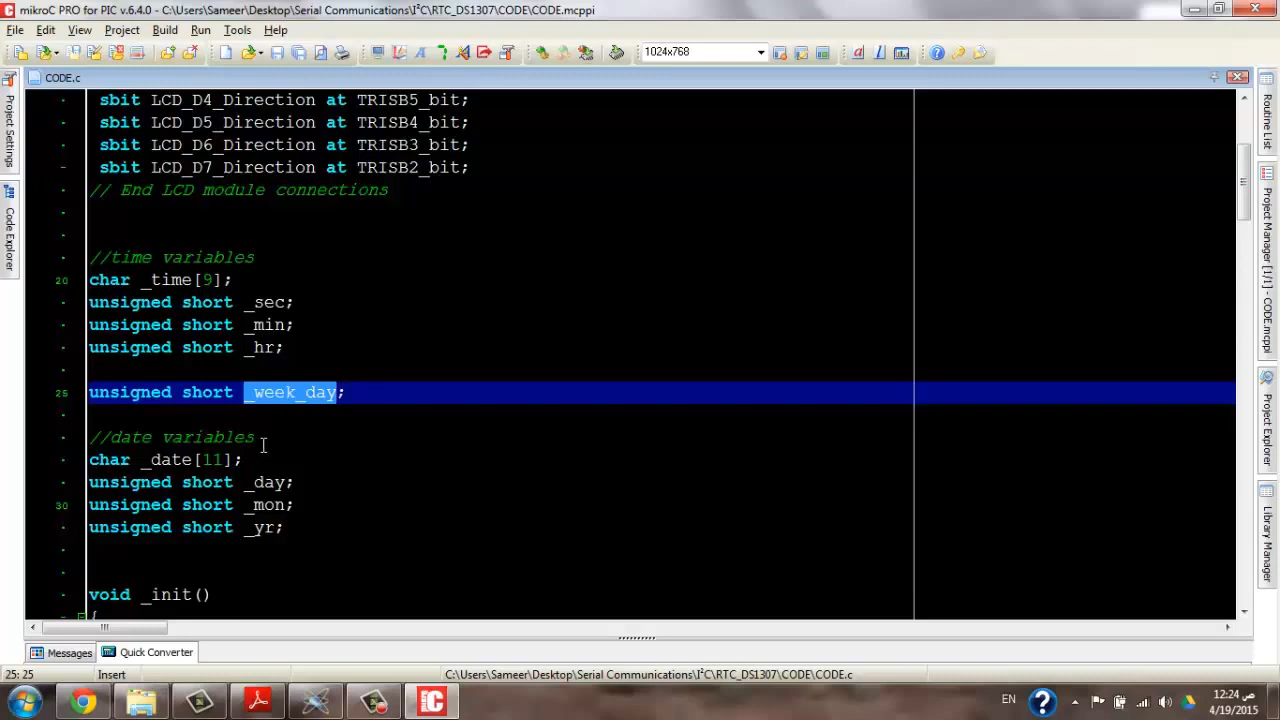 mikroC PRO for PIC v.6.4.0 - C:\Users\Sameer\Desktop\Serial Communications\I²C\RTC_DS1307\CODE\CODE.mcppi
File Edit View Project Build Run Tools Help
1024x768
CODE.c
sbit LCD_D4_Direction at TRISB5_bit;
sbit LCD_D5_Direction at TRISB4_bit;
sbit LCD_D6_Direction at TRISB3_bit;
sbit LCD_D7_Direction at TRISB2_bit;
// End LCD module connections
//time variables
20 char _time[9];
unsigned short _sec;
unsigned short _min;
unsigned short _hr;
25 unsigned short _week_day;
//date variables
char _date[11];
unsigned short _day;
30 unsigned short _mon;
unsigned short _yr;
void _init()
{
Project Settings
Code Explorer
Routine List
Project Manager [1/1] - CODE.mcppi
Project Explorer
Library Manager
Messages Quick Converter
25:25 Insert C:\Users\Sameer\Desktop\Serial Communications\I²C\RTC_DS1307\CODE\CODE.c
EN
12:24 ص
4/19/2015